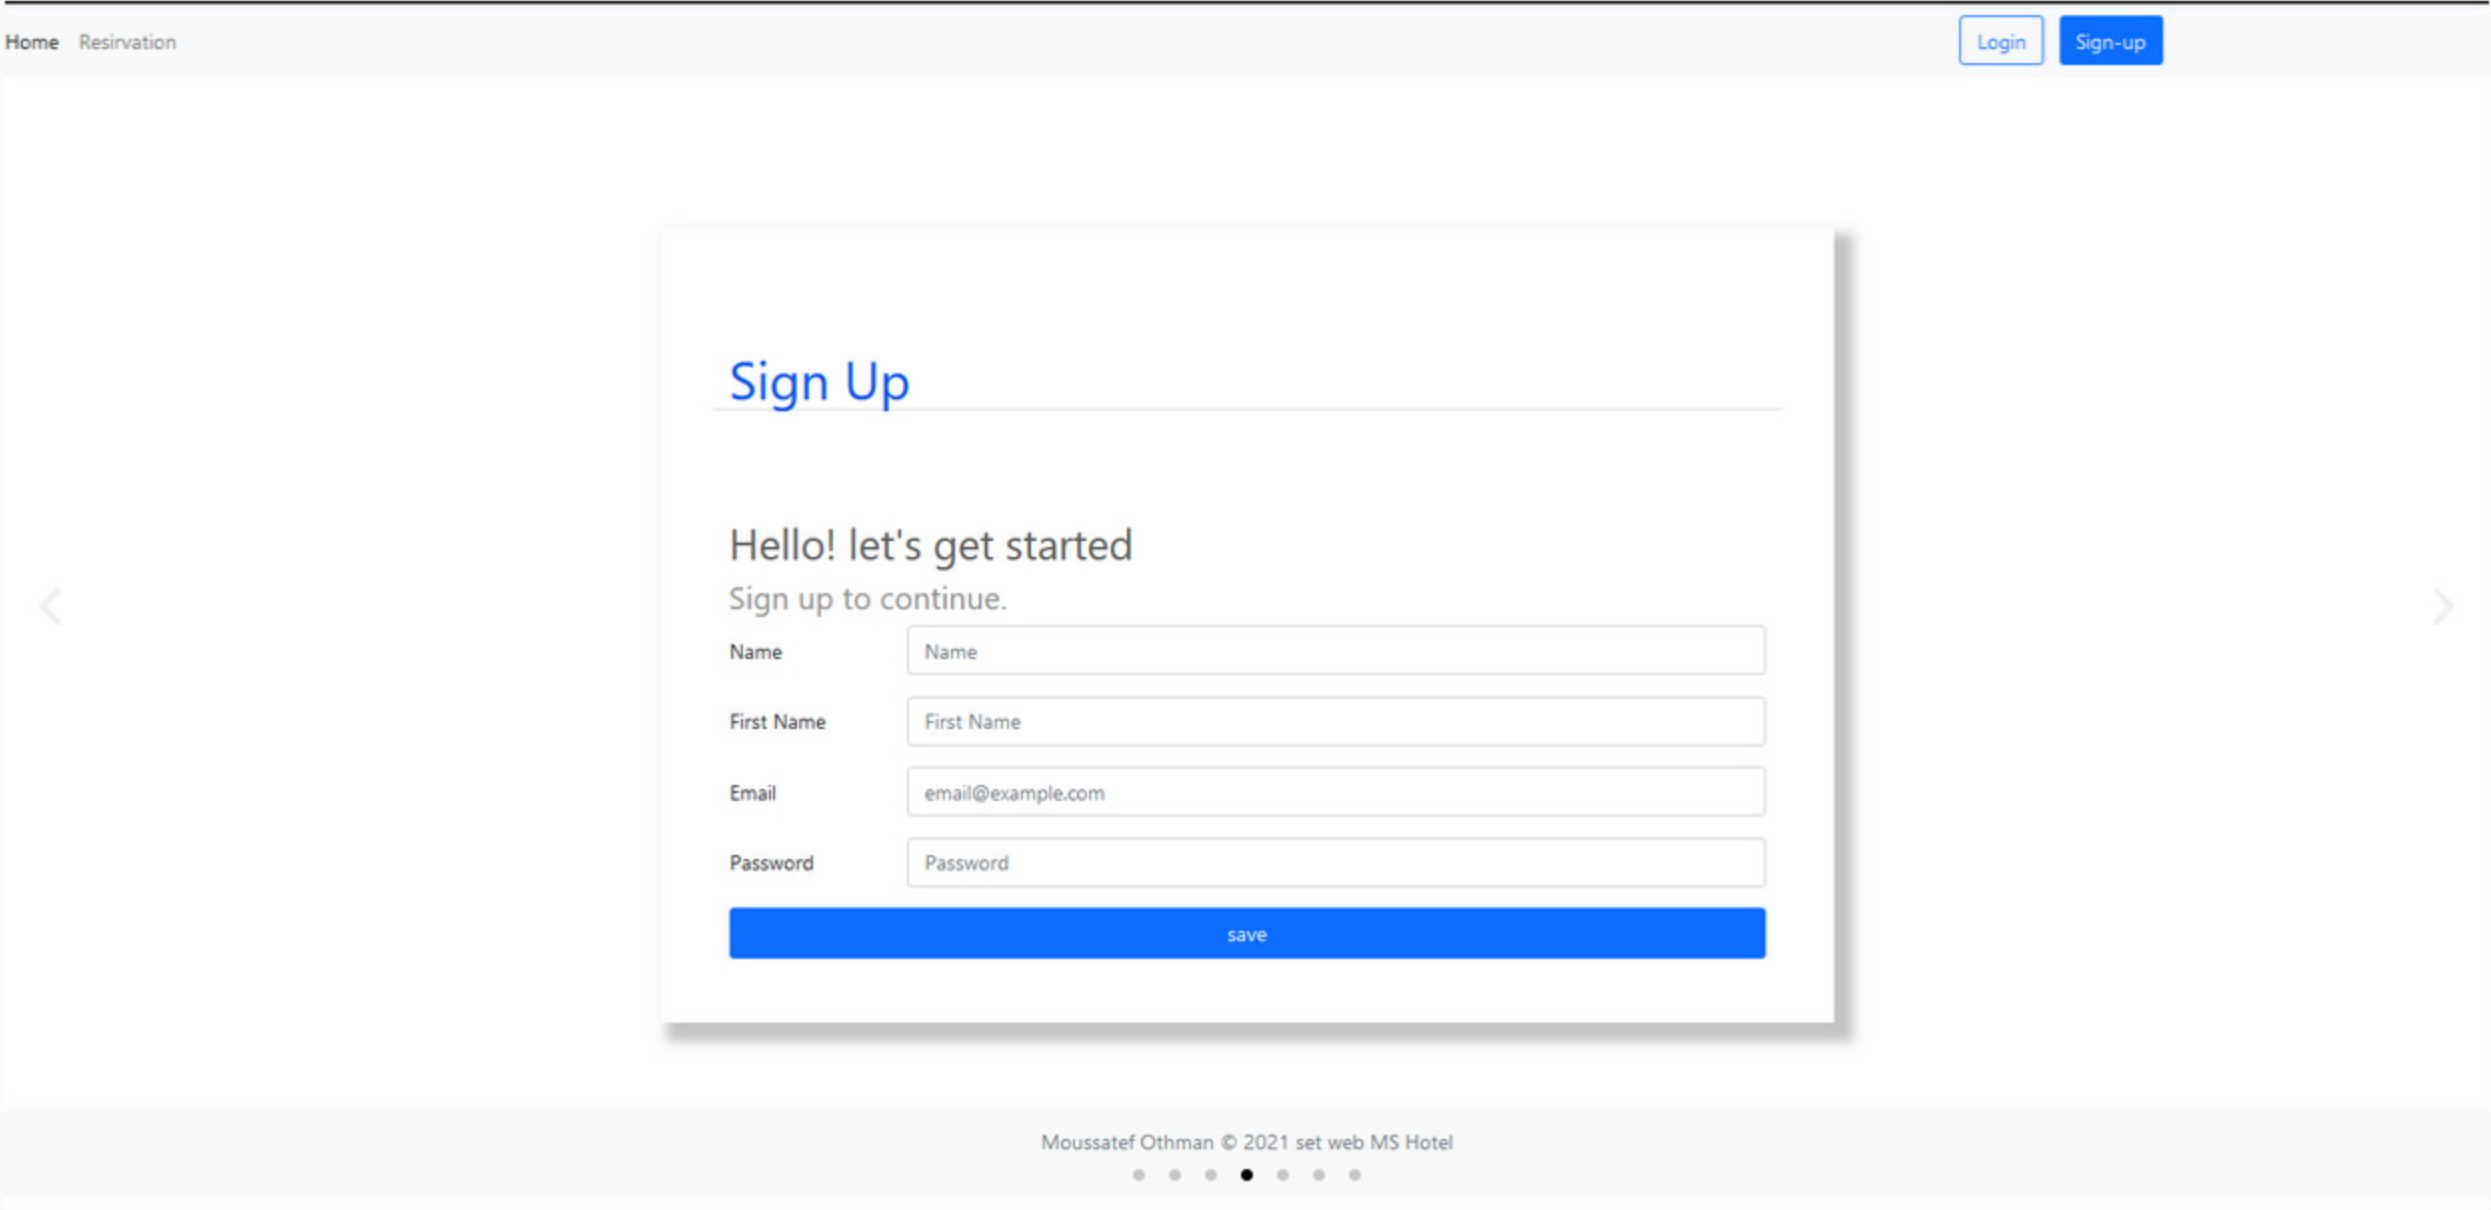 Home Resirvation Login Sign-up
Sign Up
Hello! let's get started
Sign up to continue.
Name Name
First Name First Name
Email email@example.com
Password Password
save
Moussatef Othman © 2021 set web MS Hotel